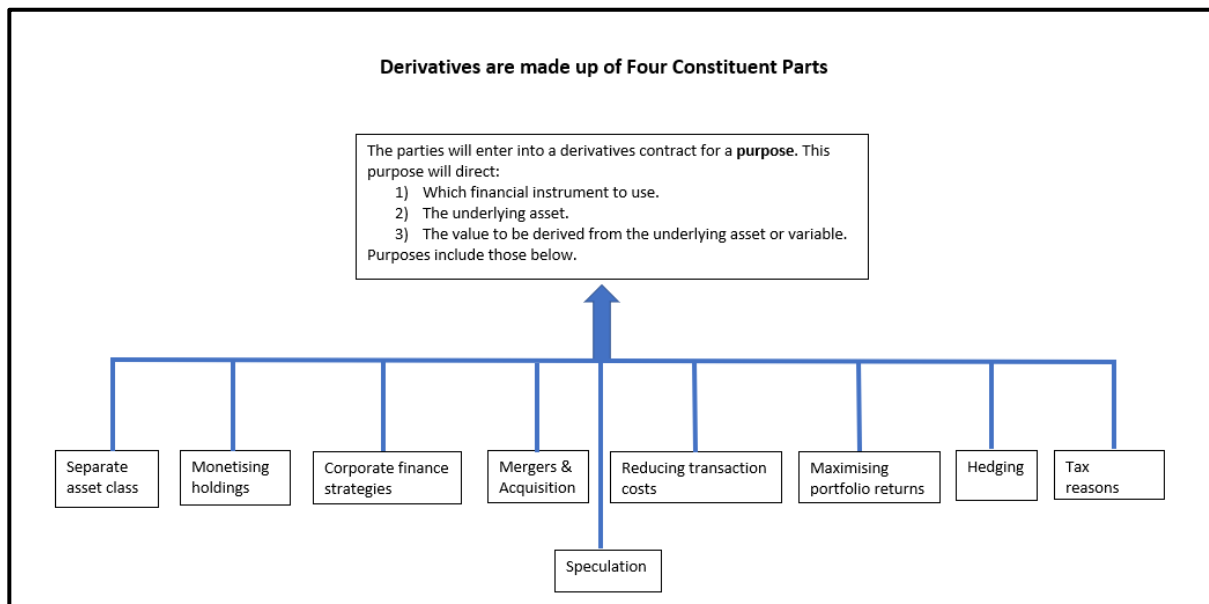 Derivatives are made up of Four Constituent Parts
The parties will enter into a derivatives contract for a purpose. This
purpose will direct:
1) Which financial instrument to use.
2) The underlying asset.
3) The value to be derived from the underlying asset or variable.
Purposes include those below.
Separate
asset class
Monetising
holdings
Corporate finance
strategies
Mergers &
Acquisition
Reducing transaction
costs
Maximising
portfolio returns
Hedging
Tax
reasons
Speculation